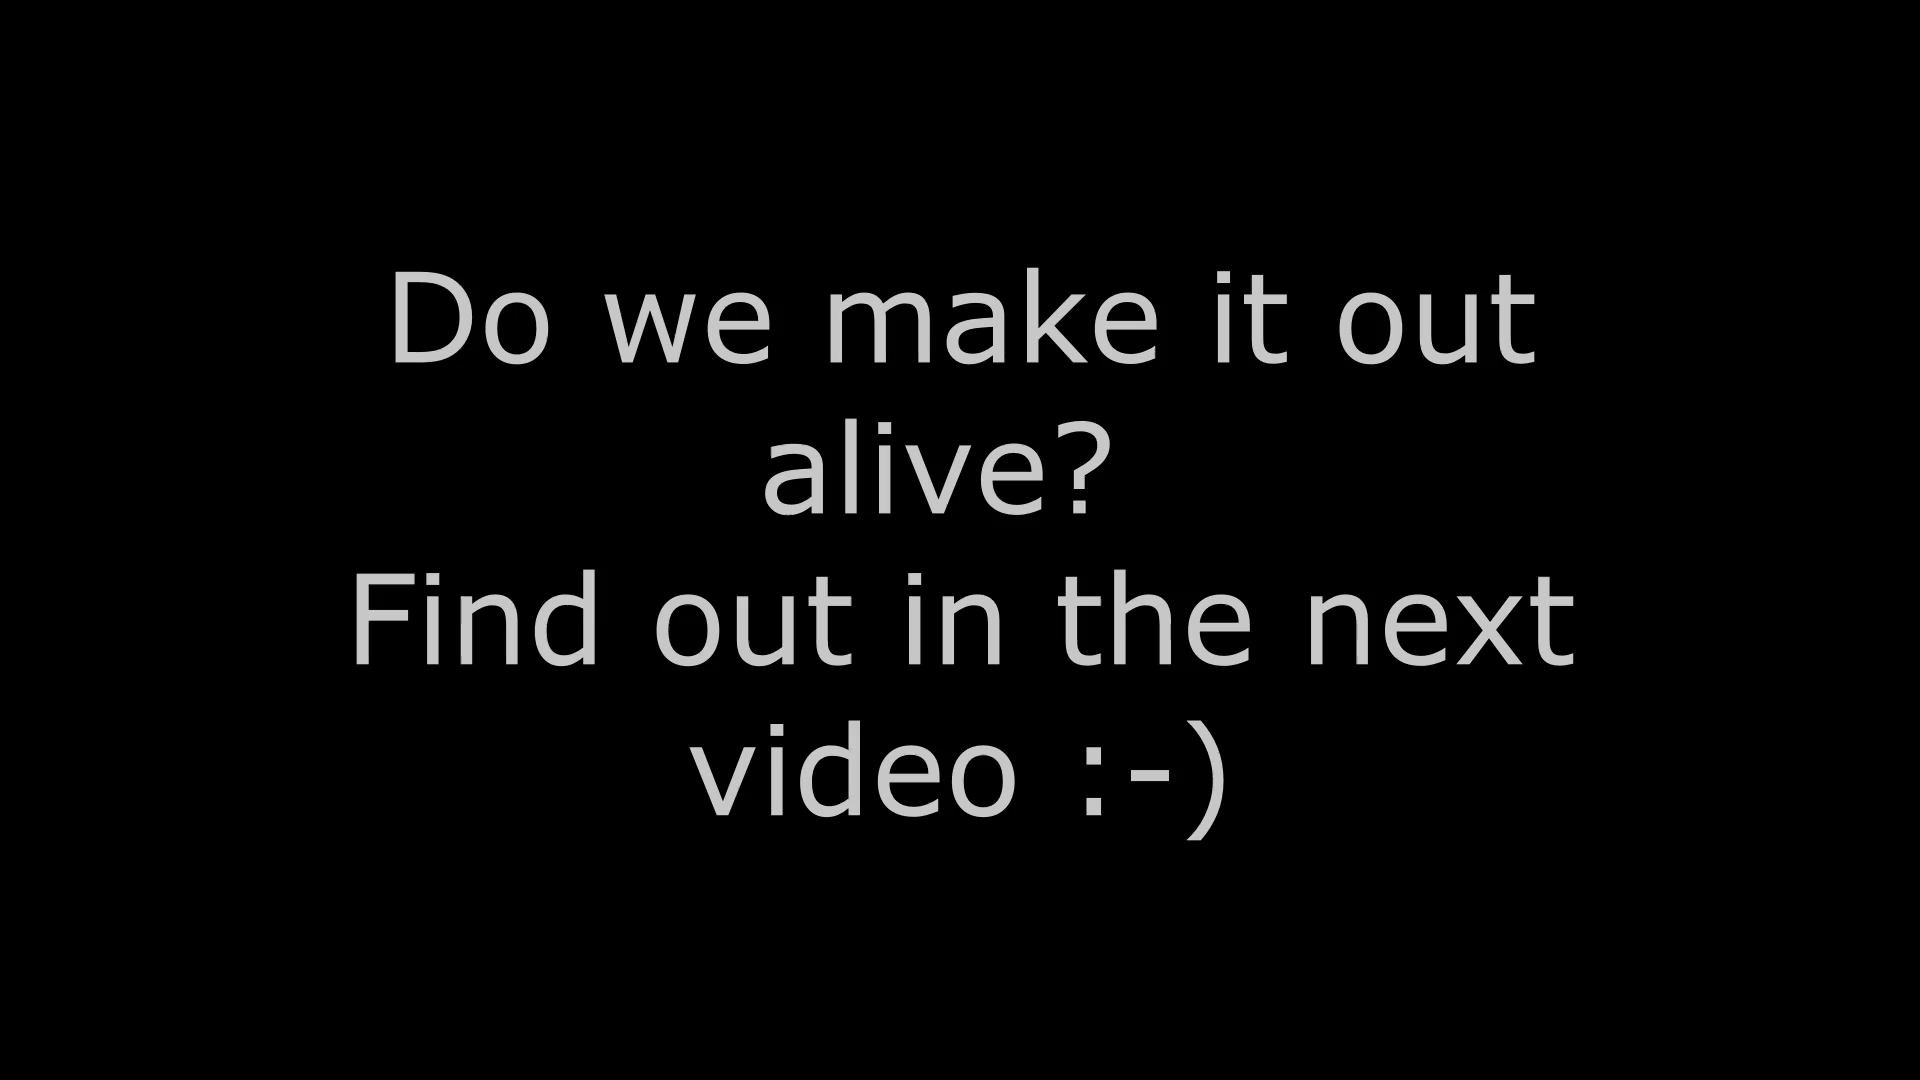 Do we make it out
alive?
Find out in the next
video :-)